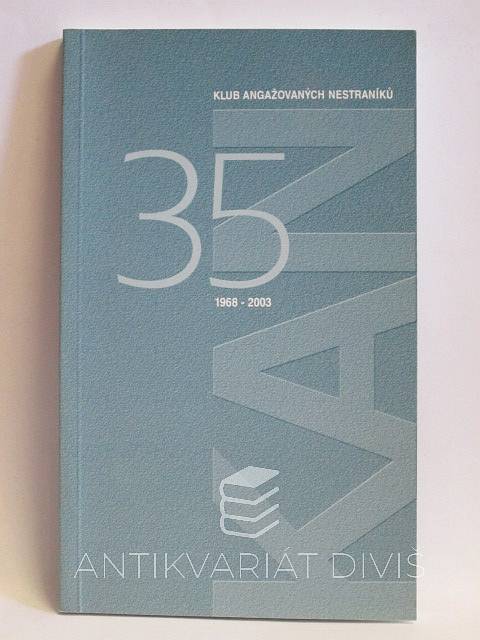 KLUB ANGAŽOVANÝCH NESTRANÍKŮ
35
1968 - 2003
KAN
ANTIKVARIÁT DIVIŠ